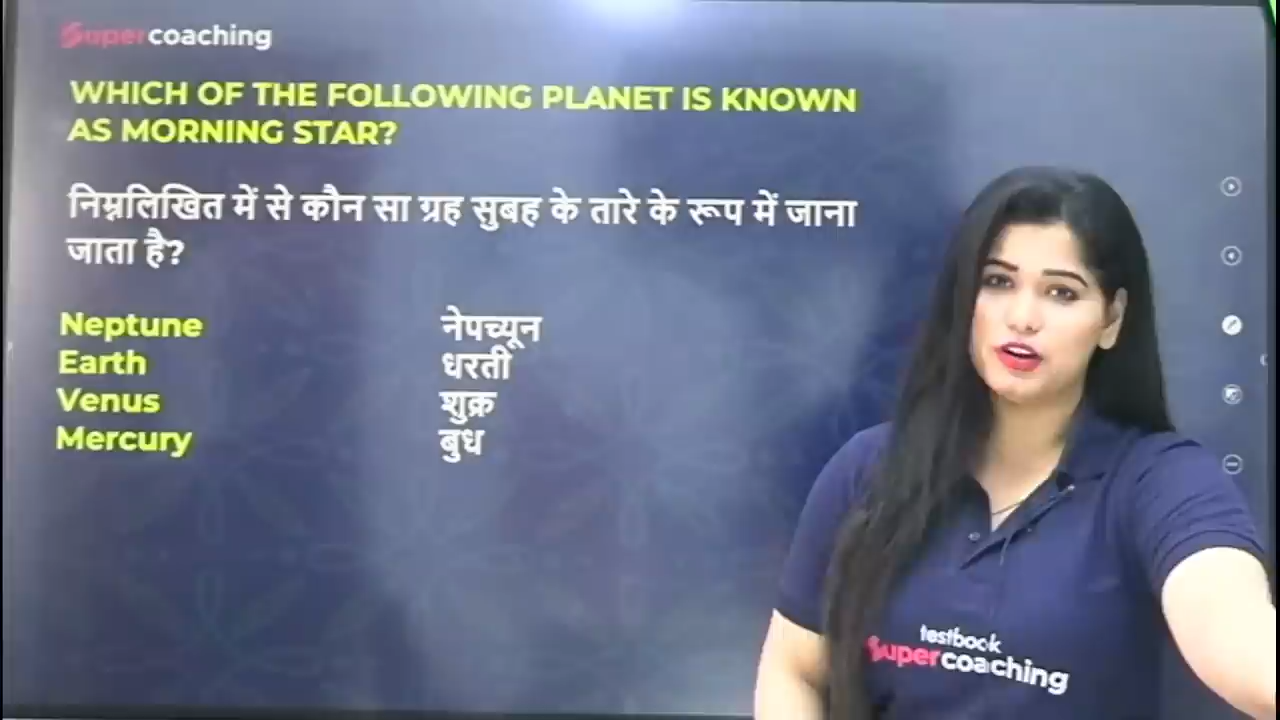 Supercoaching
WHICH OF THE FOLLOWING PLANET IS KNOWN
AS MORNING STAR?
निम्नलिखित में से कौन सा ग्रह सुबह के तारे के रूप में जाना
जाता है?
Neptune नेपच्यून
Earth धरती
Venus शुक्र
Mercury बुध
testbook
Supercoaching